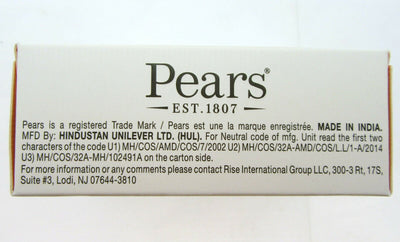 Pears®
EST.1807
Pears is a registered Trade Mark / Pears est une la marque enregistrée. MADE IN INDIA.
MFD By: HINDUSTAN UNILEVER LTD. (HUL). For Neutral code of mfg. Unit read the first two
characters of the code U1) MH/COS/AMD/COS/7/2002 U2) MH/COS/32A-AMD/COS/L.L/1-A/2014
U3) MH/COS/32A-MH/102491A on the carton side.
For more information or any comments please contact Rise International Group LLC, 300-3 Rt, 17S,
Suite #3, Lodi, NJ 07644-3810